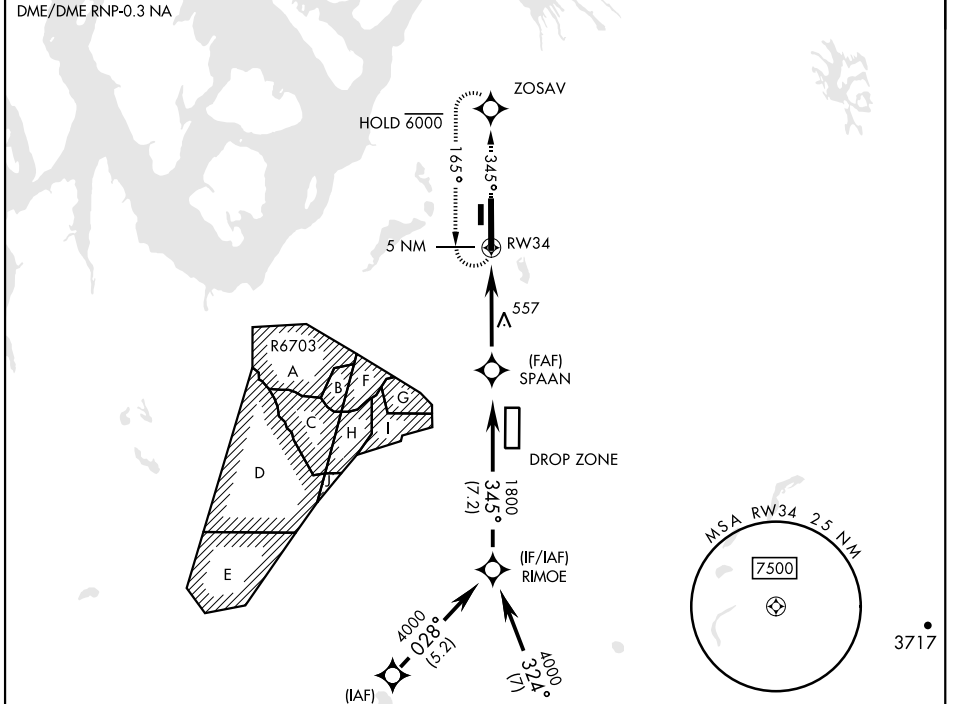 DME/DME RNP-0.3 NA
ZOSAV
HOLD 6000
165°
345°
5 NM
RW34
557
(FAF)
SPAAN
R6703
A
B
F
G
C
H
I
D
J
E
DROP ZONE
1800
345°
(7.2)
(IF/IAF)
RIMOE
4000
028°
(5.2)
4000
324°
(7)
(IAF)
MSA RW34 25 NM
7500
3717